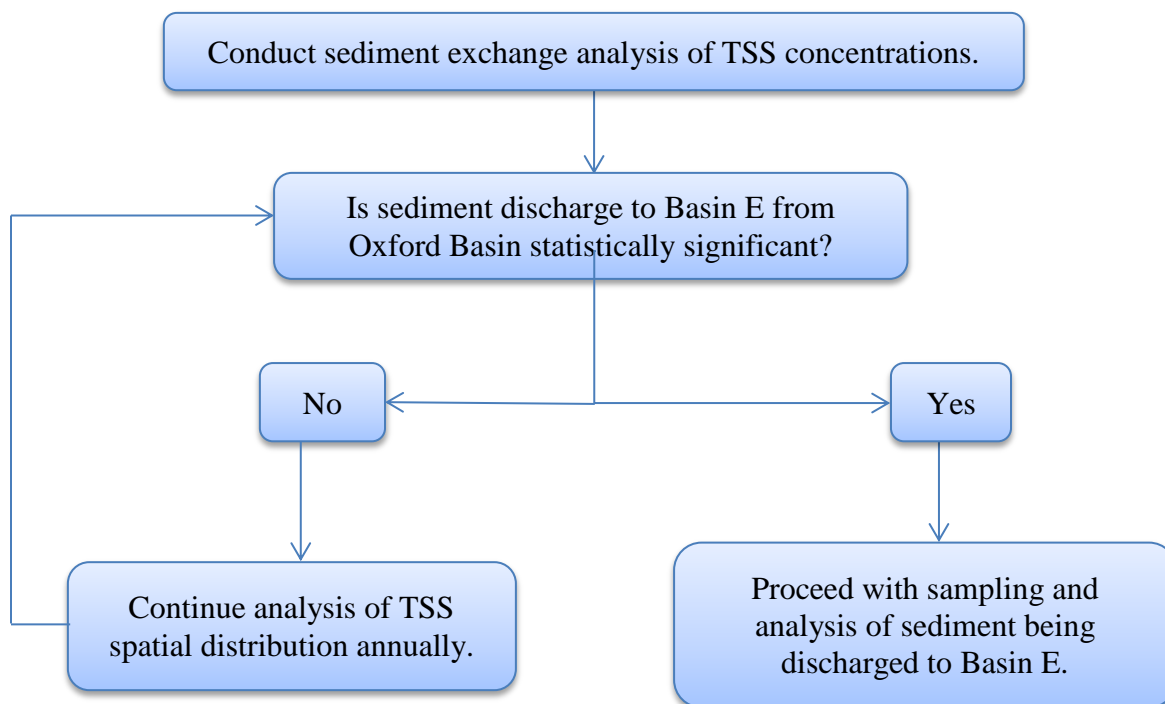 Conduct sediment exchange analysis of TSS concentrations.
Is sediment discharge to Basin E from
Oxford Basin statistically significant?
No
Yes
Continue analysis of TSS
spatial distribution annually.
Proceed with sampling and
analysis of sediment being
discharged to Basin E.